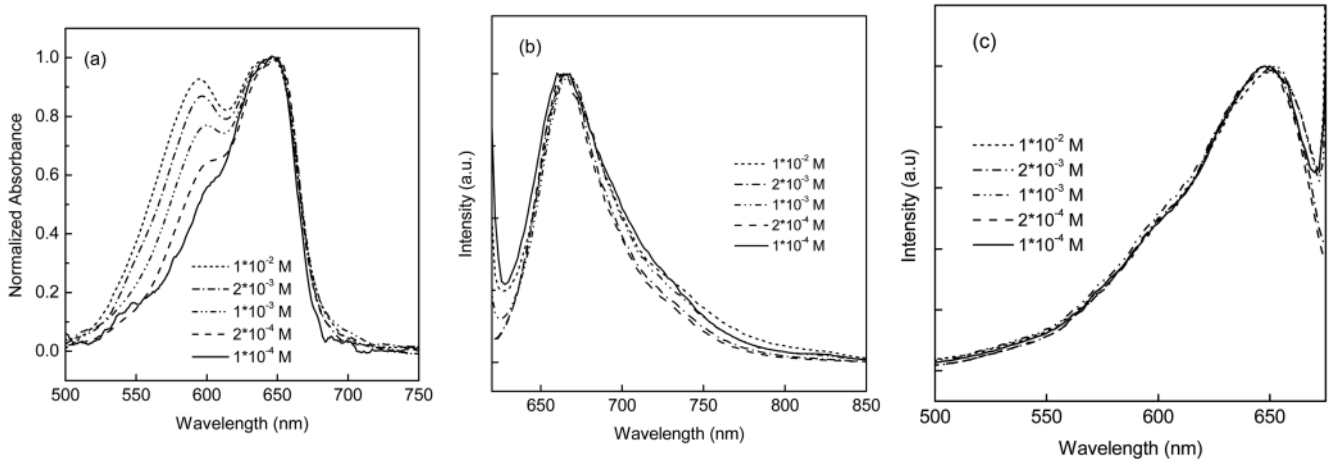 (a)
1.0
0.8
0.6
0.4
0.2
0.0
Normalized Absorbance
1*10⁻² M
2*10⁻³ M
1*10⁻³ M
2*10⁻⁴ M
1*10⁻⁴ M
500 550 600 650 700 750
Wavelength (nm)
(b)
Intensity (a.u.)
1*10⁻² M
2*10⁻³ M
1*10⁻³ M
2*10⁻⁴ M
1*10⁻⁴ M
650 700 750 800 850
Wavelength (nm)
(c)
Intensity (a.u)
1*10⁻² M
2*10⁻³ M
1*10⁻³ M
2*10⁻⁴ M
1*10⁻⁴ M
500 550 600 650
Wavelength (nm)